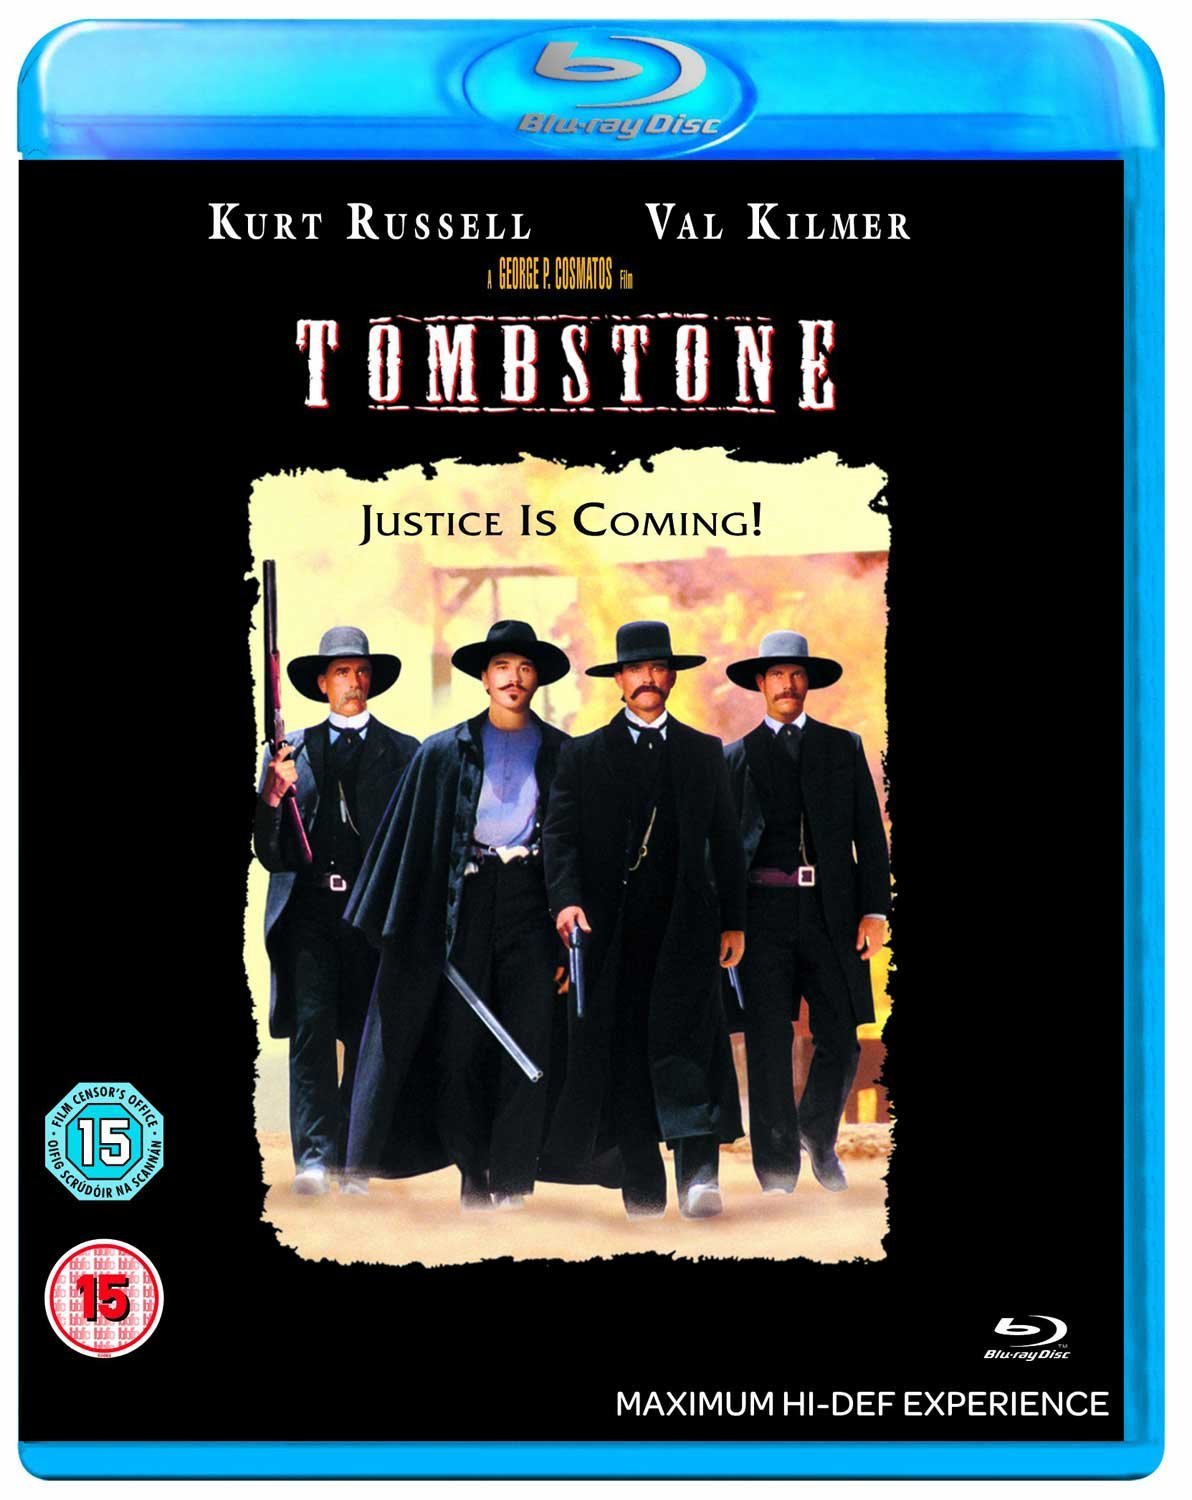 Blu-ray Disc
KURT RUSSELL VAL KILMER
A GEORGE P. COSMATOS Film
TOMBSTONE
JUSTICE IS COMING!
· FILM CENSOR'S OFFICE ·
15
OIFIG SCRÚDÓIR NA SCANNÁN
15
Blu-ray Disc™
MAXIMUM HI-DEF EXPERIENCE